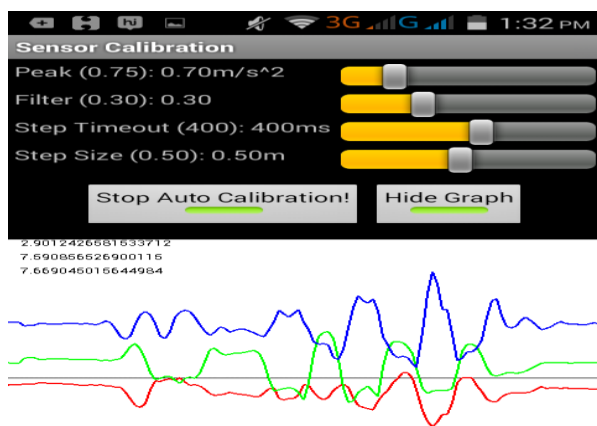 3G G 1:32 PM
Sensor Calibration
Peak (0.75): 0.70m/s^2
Filter (0.30): 0.30
Step Timeout (400): 400ms
Step Size (0.50): 0.50m
Stop Auto Calibration! Hide Graph
2.9012426681533712
7.590856526900115
7.669045015644984